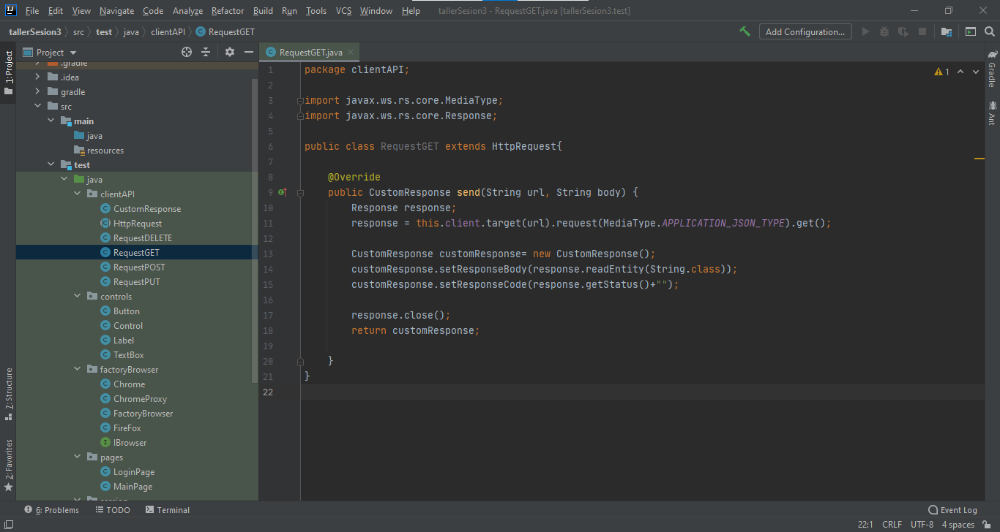 File Edit View Navigate Code Analyze Refactor Build Run Tools VCS Window Help tallerSesion3 - RequestGET.java [tallerSesion3.test]
tallerSesion3 src test java clientAPI RequestGET Add Configuration...
1: Project
Project
.gradle
.idea
gradle
src
main
java
resources
test
java
clientAPI
CustomResponse
HttpRequest
RequestDELETE
RequestGET
RequestPOST
RequestPUT
controls
Button
Control
Label
TextBox
factoryBrowser
Chrome
ChromeProxy
FactoryBrowser
FireFox
IBrowser
pages
LoginPage
MainPage
7: Structure
2: Favorites
RequestGET.java
1 package clientAPI;
2
3 import javax.ws.rs.core.MediaType;
4 import javax.ws.rs.core.Response;
5
6 public class RequestGET extends HttpRequest{
7
8 @Override
9 public CustomResponse send(String url, String body) {
10 Response response;
11 response = this.client.target(url).request(MediaType.APPLICATION_JSON_TYPE).get();
12
13 CustomResponse customResponse= new CustomResponse();
14 customResponse.setResponseBody(response.readEntity(String.class));
15 customResponse.setResponseCode(response.getStatus()+"");
16
17 response.close();
18 return customResponse;
19
20 }
21 }
22
1
Gradle
Ant
6: Problems TODO Terminal Event Log
22:1 CRLF UTF-8 4 spaces